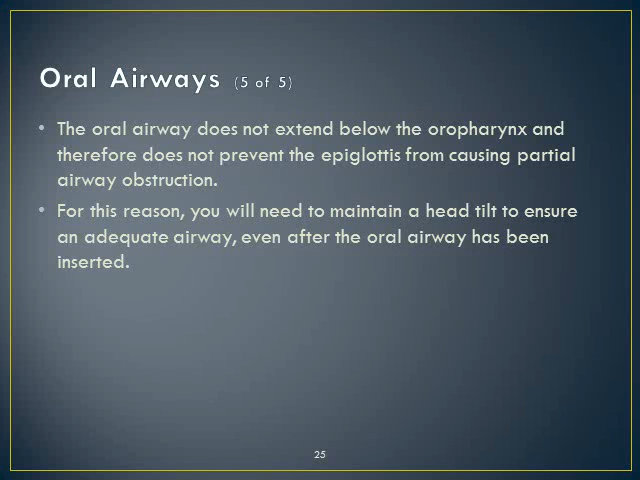 Oral Airways (5 of 5)
• The oral airway does not extend below the oropharynx and
therefore does not prevent the epiglottis from causing partial
airway obstruction.
• For this reason, you will need to maintain a head tilt to ensure
an adequate airway, even after the oral airway has been
inserted.
25